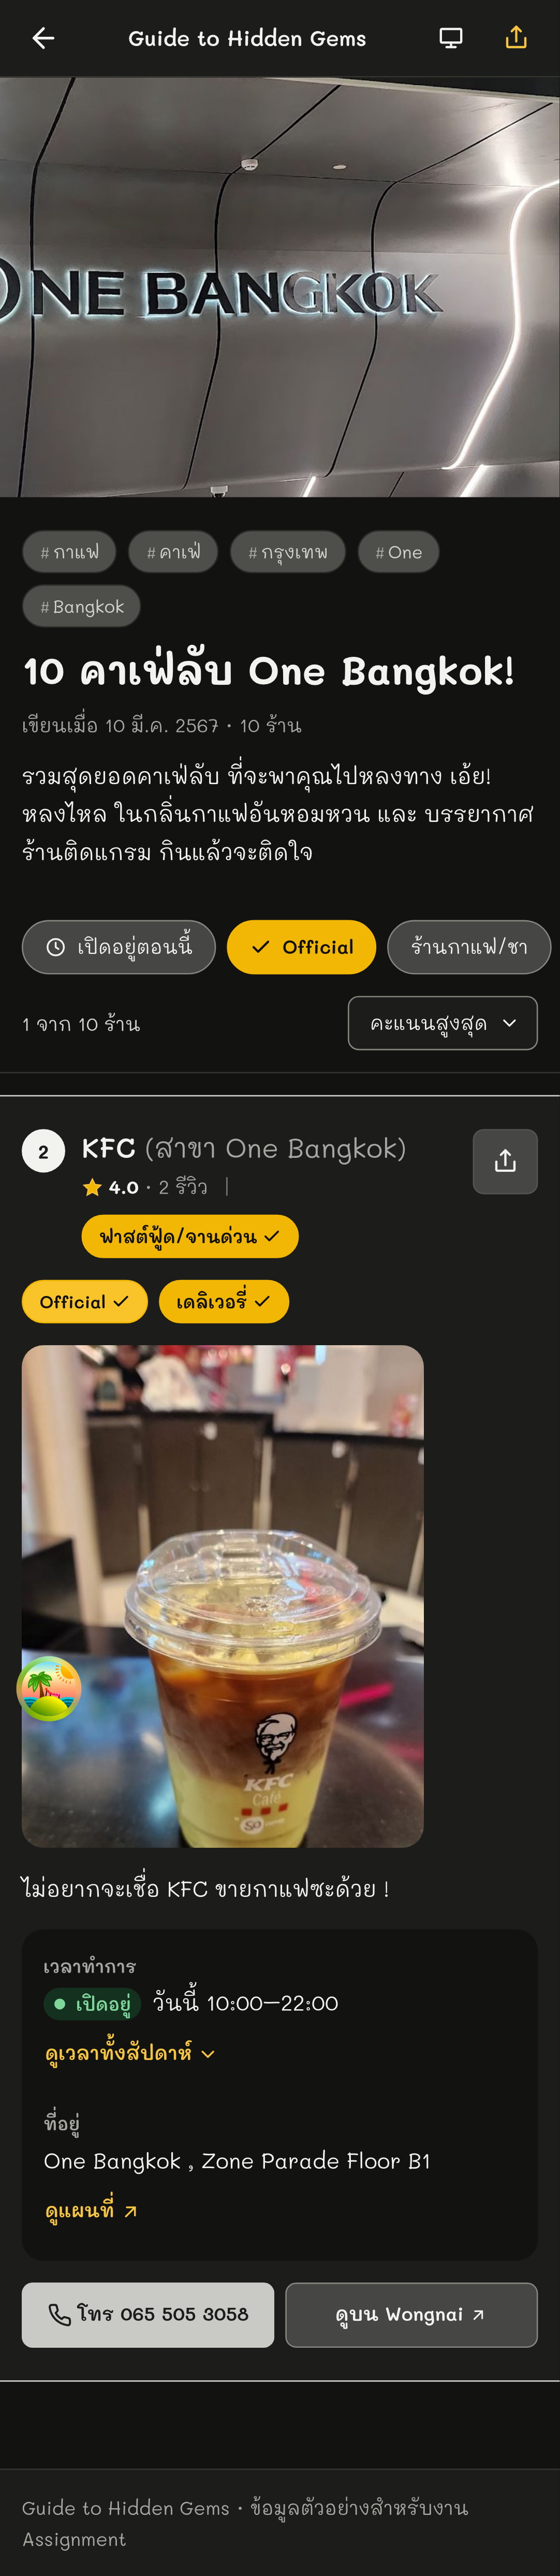 Guide to Hidden Gems
ONE BANGKOK
#กาแฟ #คาเฟ่ #กรุงเทพ #One
#Bangkok
10 คาเฟ่ลับ One Bangkok!
เขียนเมื่อ 10 มี.ค. 2567 · 10 ร้าน
รวมสุดยอดคาเฟ่ลับ ที่จะพาคุณไปหลงทาง เอ้ย!
หลงไหล ในกลิ่นกาแฟอันหอมหวน และ บรรยากาศ
ร้านติดแกรม กินแล้วจะติดใจ
เปิดอยู่ตอนนี้ Official ร้านกาแฟ/ชา
1 จาก 10 ร้าน คะแนนสูงสุด
2 KFC (สาขา One Bangkok)
4.0 · 2 รีวิว |
ฟาสต์ฟู้ด/จานด่วน
Official เดลิเวอรี่
KFC
Café
ไม่อยากจะเชื่อ KFC ขายกาแฟซะด้วย !
เวลาทำการ
เปิดอยู่ วันนี้ 10:00–22:00
ดูเวลาทั้งสัปดาห์
ที่อยู่
One Bangkok , Zone Parade Floor B1
ดูแผนที่
โทร 065 505 3058 ดูบน Wongnai
Guide to Hidden Gems · ข้อมูลตัวอย่างสำหรับงาน
Assignment